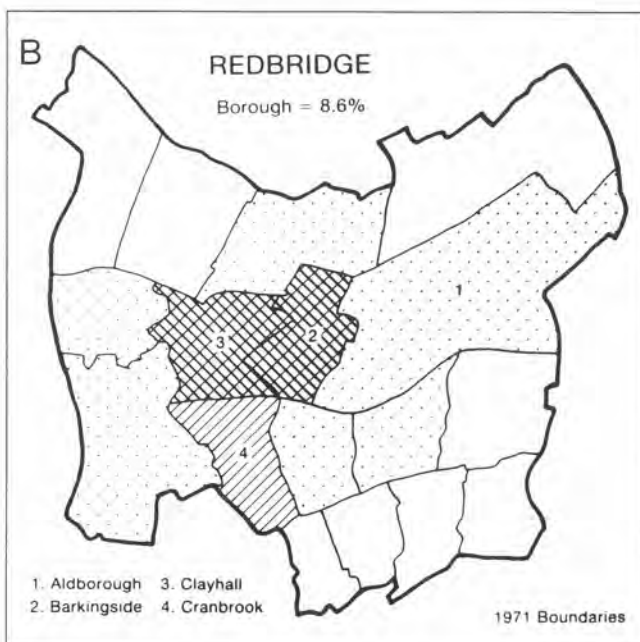 B
REDBRIDGE
Borough = 8.6%
1
2
3
4
1. Aldborough 3. Clayhall
2. Barkingside 4. Cranbrook
1971 Boundaries